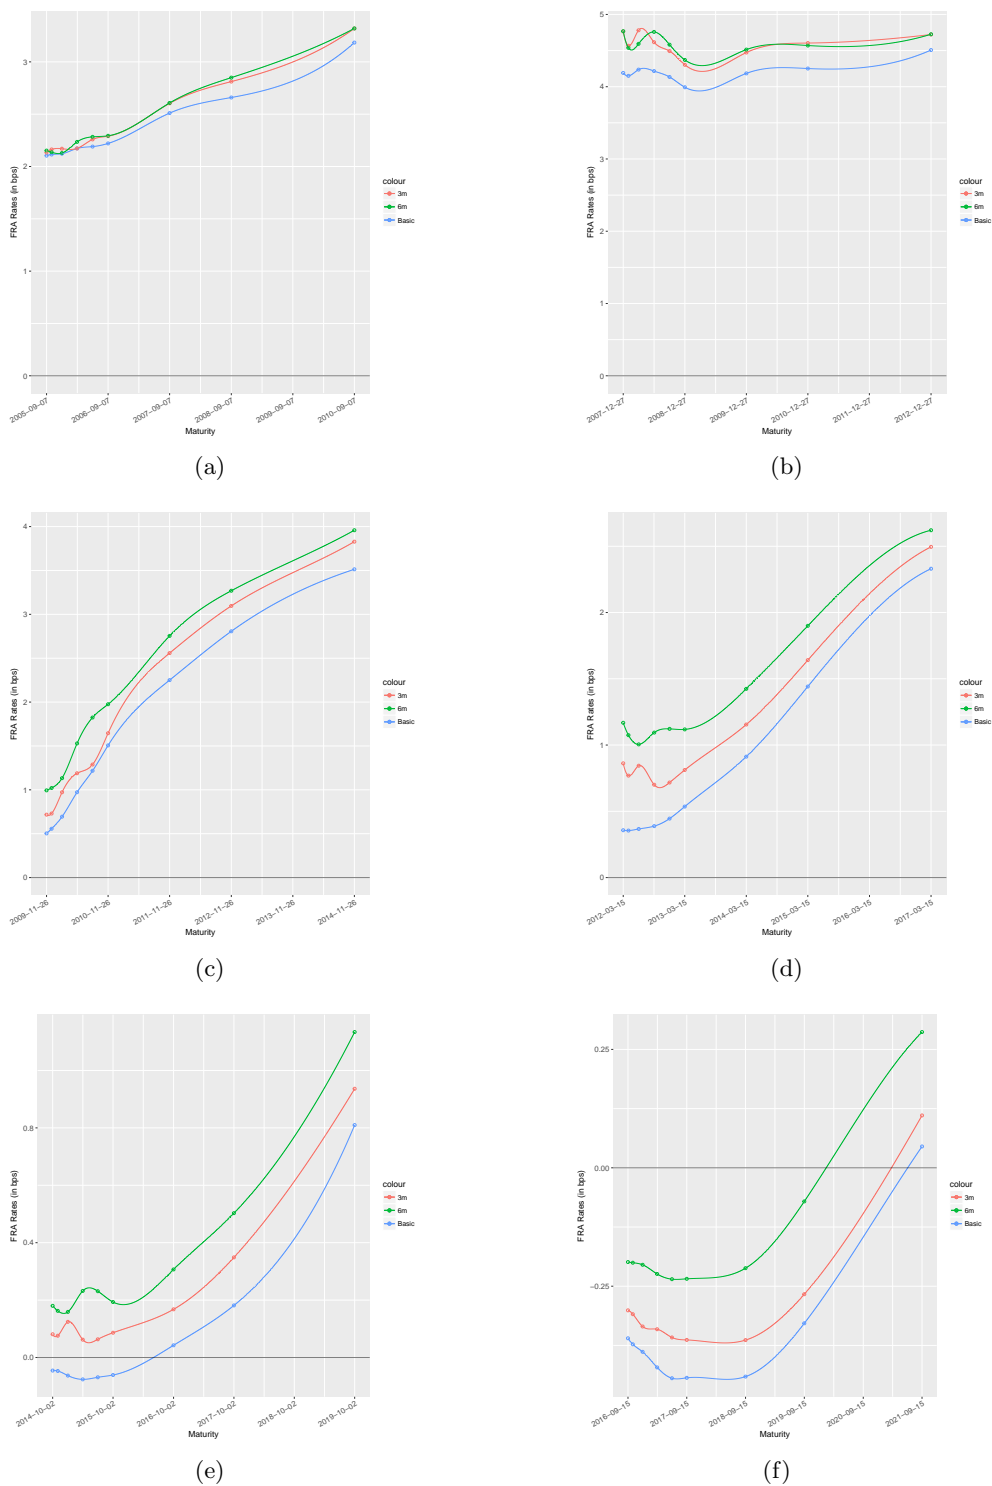 3
2
1
0
FRA Rates (in bps)
2005-09-07
2006-09-07
2007-09-07
2008-09-07
2009-09-07
2010-09-07
Maturity
colour
3m
6m
Basic
(a)
5
4
3
2
1
0
FRA Rates (in bps)
2007-12-27
2008-12-27
2009-12-27
2010-12-27
2011-12-27
2012-12-27
Maturity
colour
3m
6m
Basic
(b)
4
3
2
1
0
FRA Rates (in bps)
2009-11-26
2010-11-26
2011-11-26
2012-11-26
2013-11-26
2014-11-26
Maturity
colour
3m
6m
Basic
(c)
2
1
0
FRA Rates (in bps)
2012-03-15
2013-03-15
2014-03-15
2015-03-15
2016-03-15
2017-03-15
Maturity
colour
3m
6m
Basic
(d)
0.8
0.4
0.0
FRA Rates (in bps)
2014-10-02
2015-10-02
2016-10-02
2017-10-02
2018-10-02
2019-10-02
Maturity
colour
3m
6m
Basic
(e)
0.25
0.00
-0.25
FRA Rates (in bps)
2016-09-15
2017-09-15
2018-09-15
2019-09-15
2020-09-15
2021-09-15
Maturity
colour
3m
6m
Basic
(f)